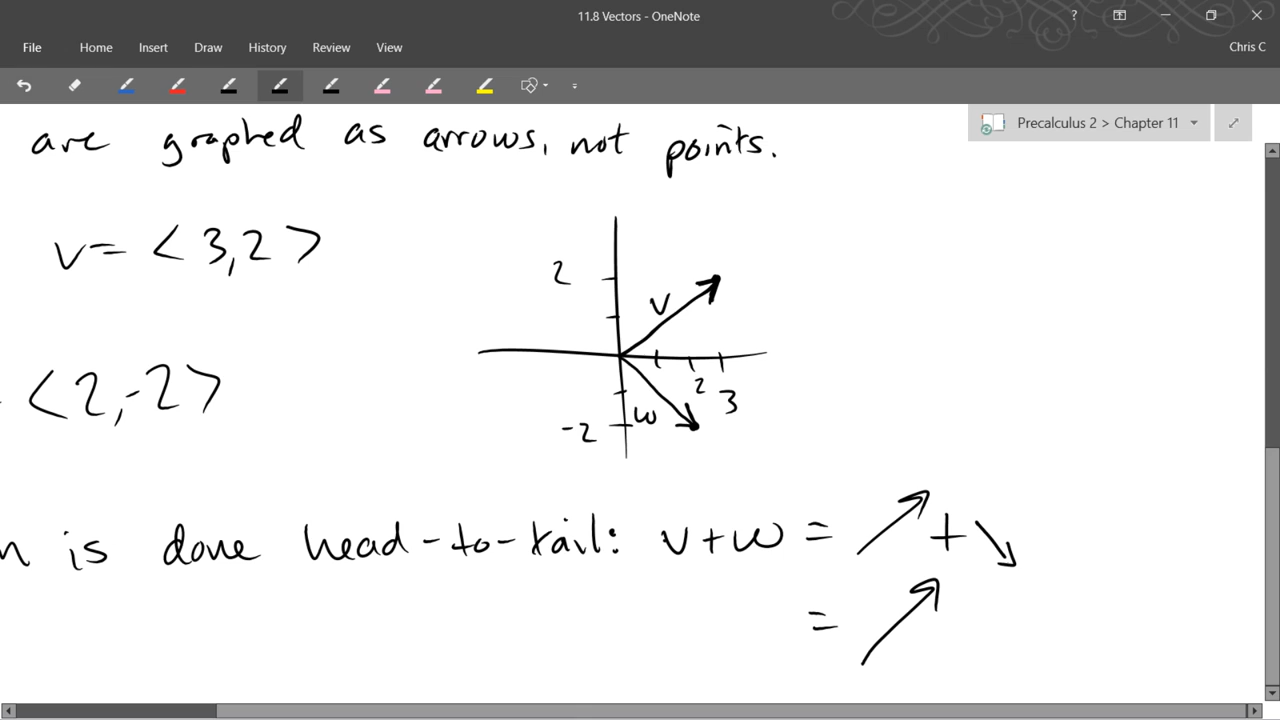 11.8 Vectors - OneNote
?
Chris C
File Home Insert Draw History Review View
Precalculus 2 > Chapter 11
are graphed as arrows, not points.
v = < 3,2 >
2
v
<2,-2>
2 3
w
-2
n is done head-to-tail: v+w = +
=